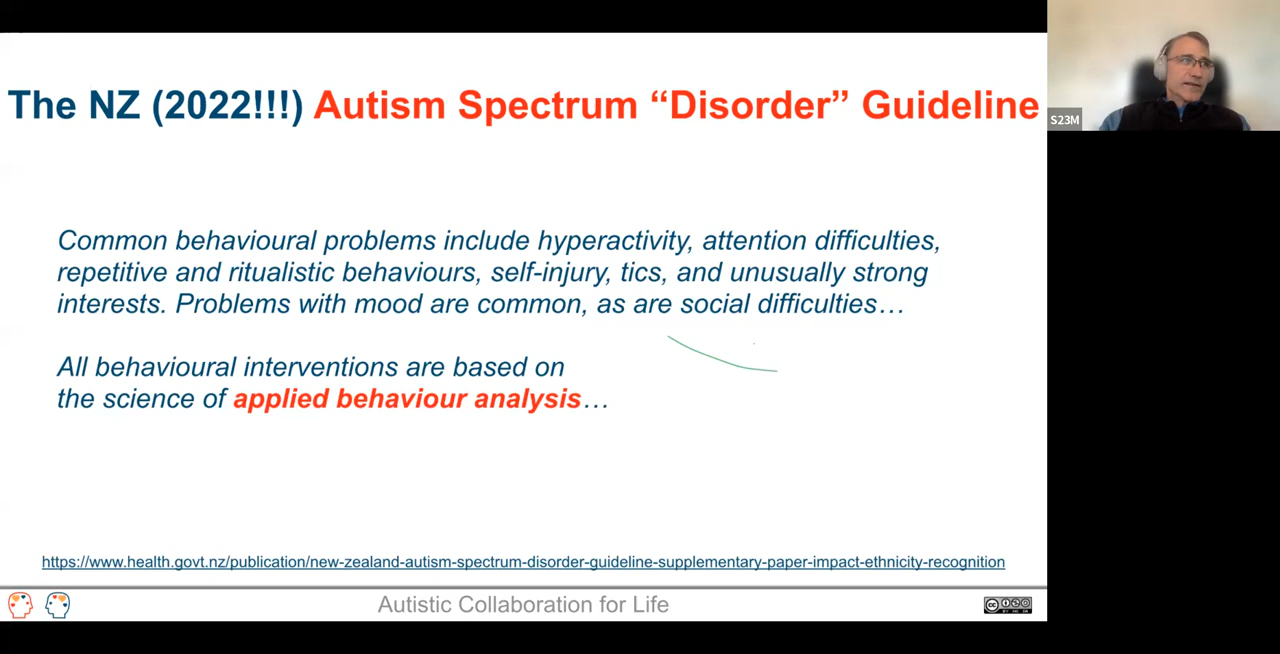 The NZ (2022!!!) Autism Spectrum “Disorder” Guideline
S23M
Common behavioural problems include hyperactivity, attention difficulties,
repetitive and ritualistic behaviours, self-injury, tics, and unusually strong
interests. Problems with mood are common, as are social difficulties…
All behavioural interventions are based on
the science of applied behaviour analysis…
https://www.health.govt.nz/publication/new-zealand-autism-spectrum-disorder-guideline-supplementary-paper-impact-ethnicity-recognition
Autistic Collaboration for Life